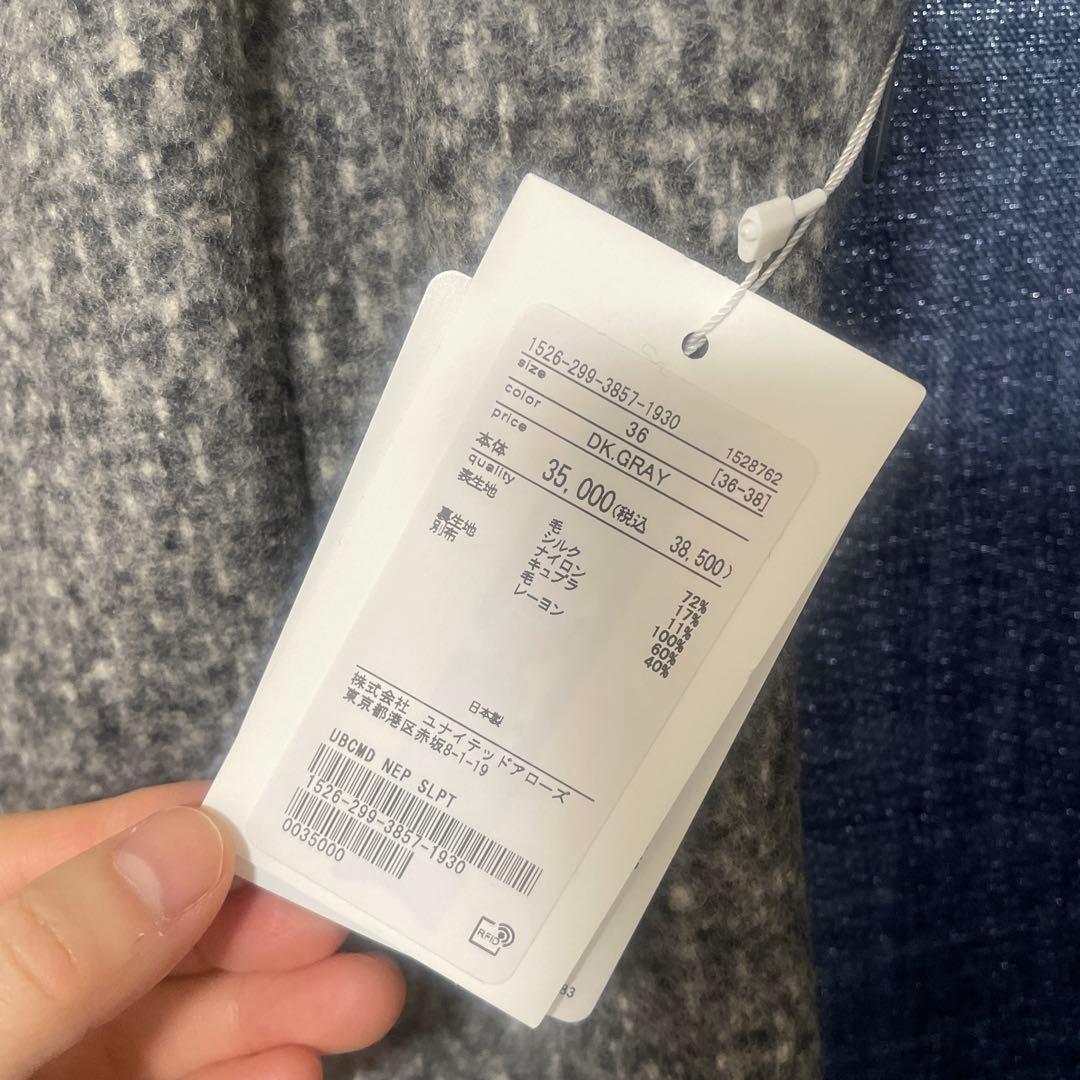 1526-299-3857-1930
size 36 1528762
color DK.GRAY [36-38]
price
本体 35,000(税込 38,500)
quality
表生地 毛 72%
シルク 17%
ナイロン 11%
裏生地 キュプラ 100%
別布 毛 60%
レーヨン 40%
日本製
株式会社 ユナイテッドアローズ
東京都港区赤坂8-1-19
UBCMD NEP SLPT
1526-299-3857-1930
0035000
RFID
83